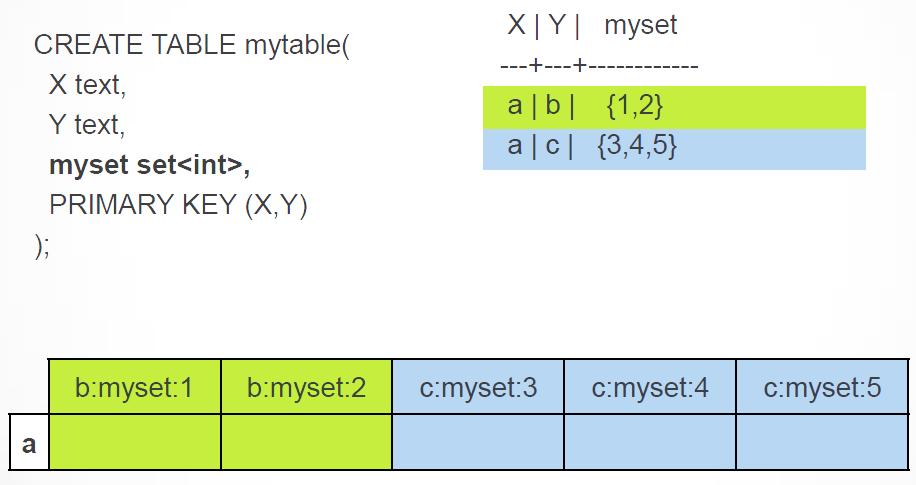 CREATE TABLE mytable(
X text,
Y text,
myset set<int>,
PRIMARY KEY (X,Y)
);
X | Y | myset
---+---+------------
a | b | {1,2}
a | c | {3,4,5}
b:myset:1 b:myset:2 c:myset:3 c:myset:4 c:myset:5
a